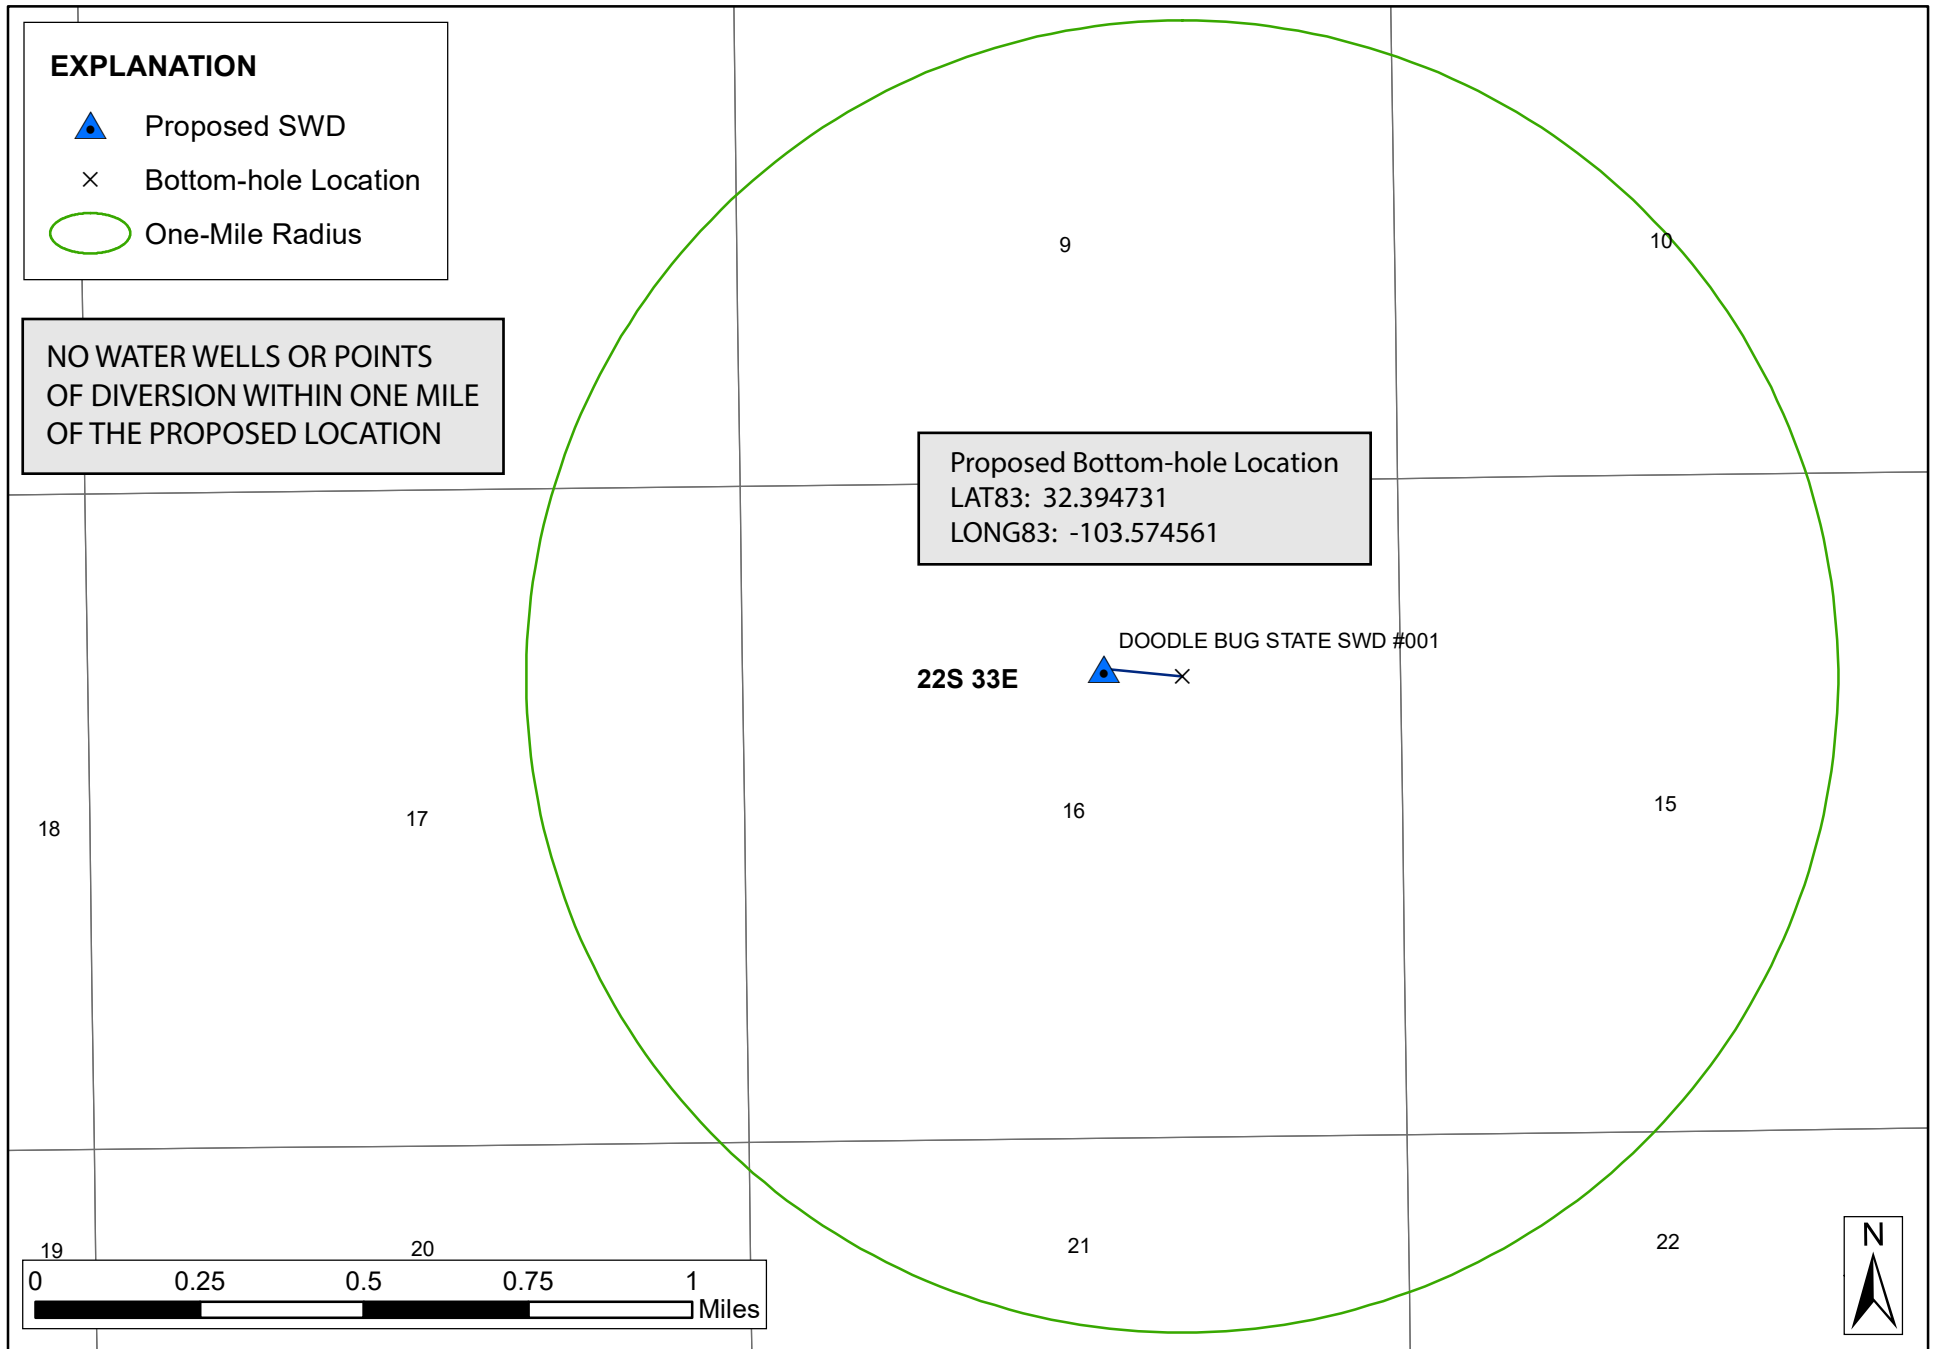 EXPLANATION
Proposed SWD
Bottom-hole Location
One-Mile Radius
9
10
NO WATER WELLS OR POINTS
OF DIVERSION WITHIN ONE MILE
OF THE PROPOSED LOCATION
Proposed Bottom-hole Location
LAT83: 32.394731
LONG83: -103.574561
DOODLE BUG STATE SWD #001
22S 33E
18
17
16
15
19
20
21
22
0 0.25 0.5 0.75 1
Miles
N